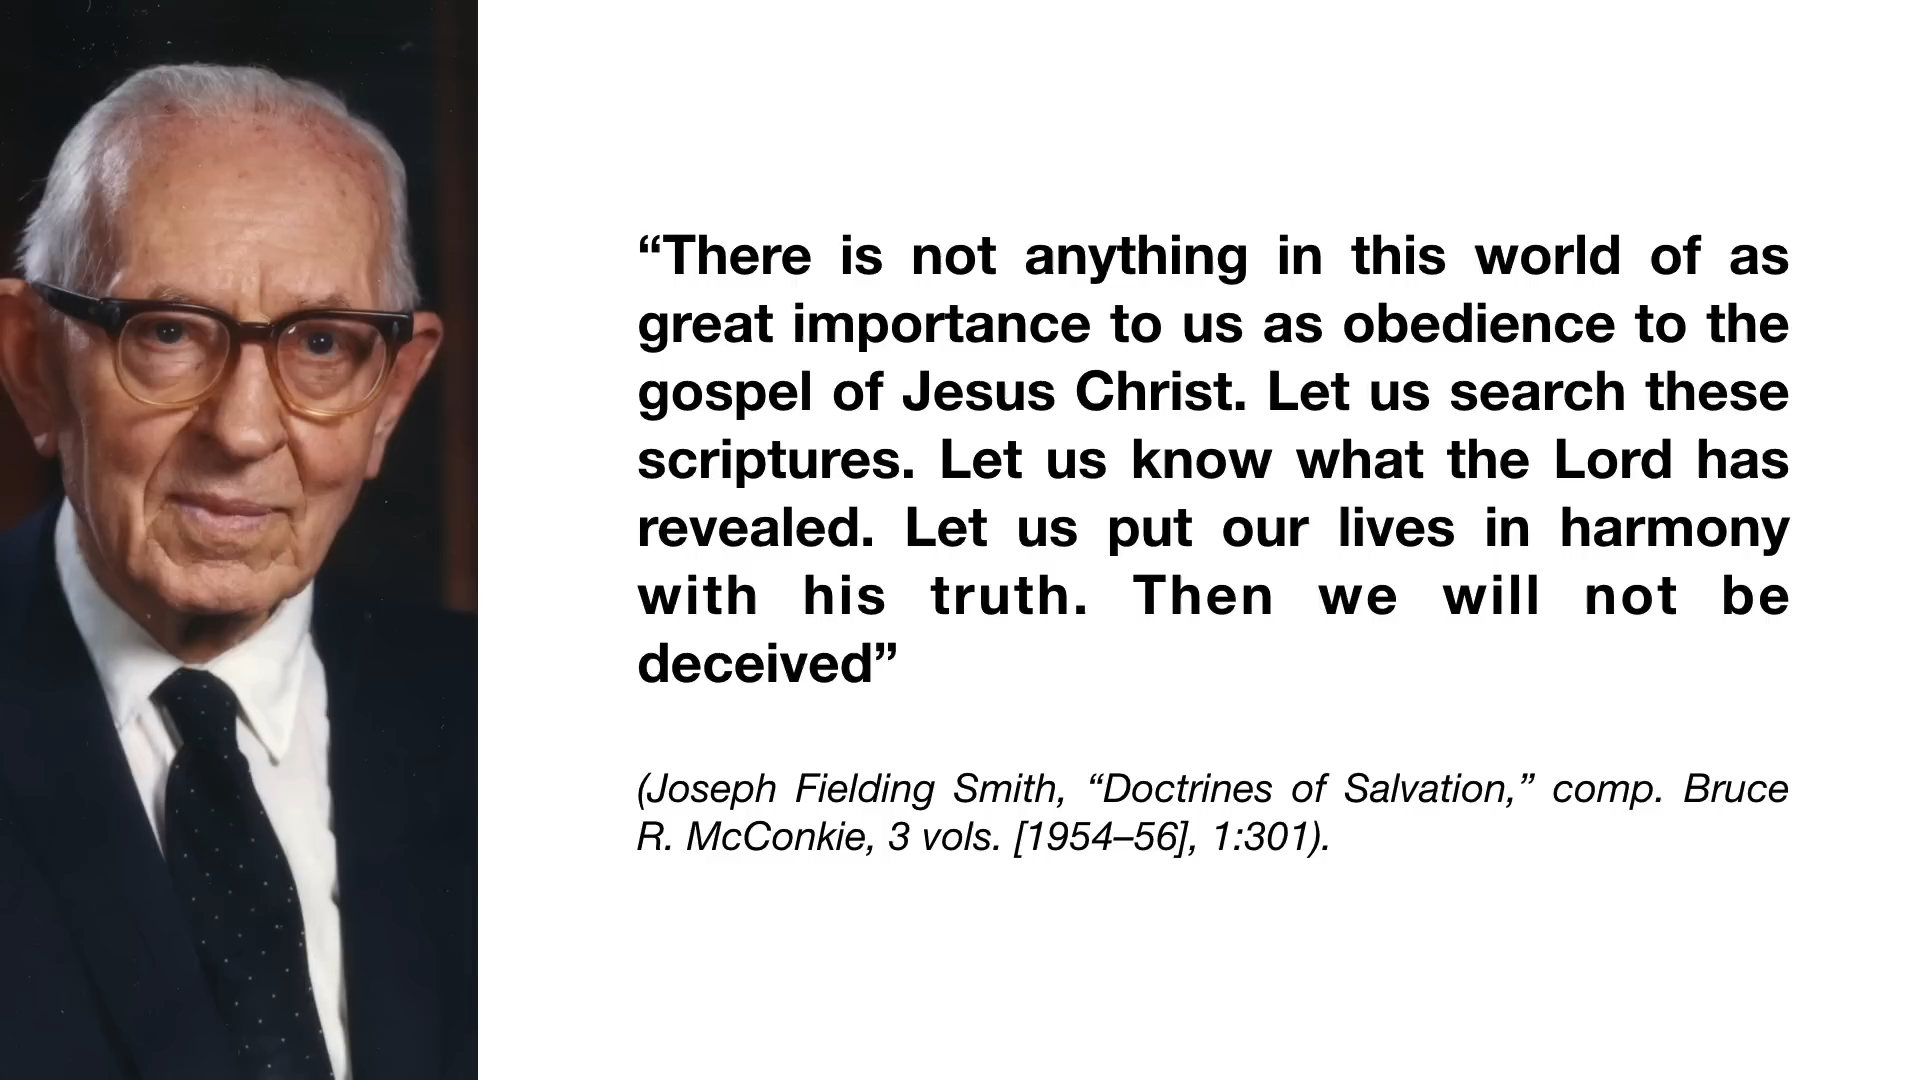 “There is not anything in this world of as
great importance to us as obedience to the
gospel of Jesus Christ. Let us search these
scriptures. Let us know what the Lord has
revealed. Let us put our lives in harmony
with his truth. Then we will not be
deceived”
(Joseph Fielding Smith, “Doctrines of Salvation,” comp. Bruce
R. McConkie, 3 vols. [1954–56], 1:301).